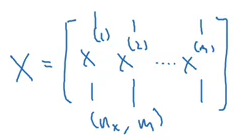 X = [ x^(1) x^(2) .... x^(m) ]
(n_x, m)